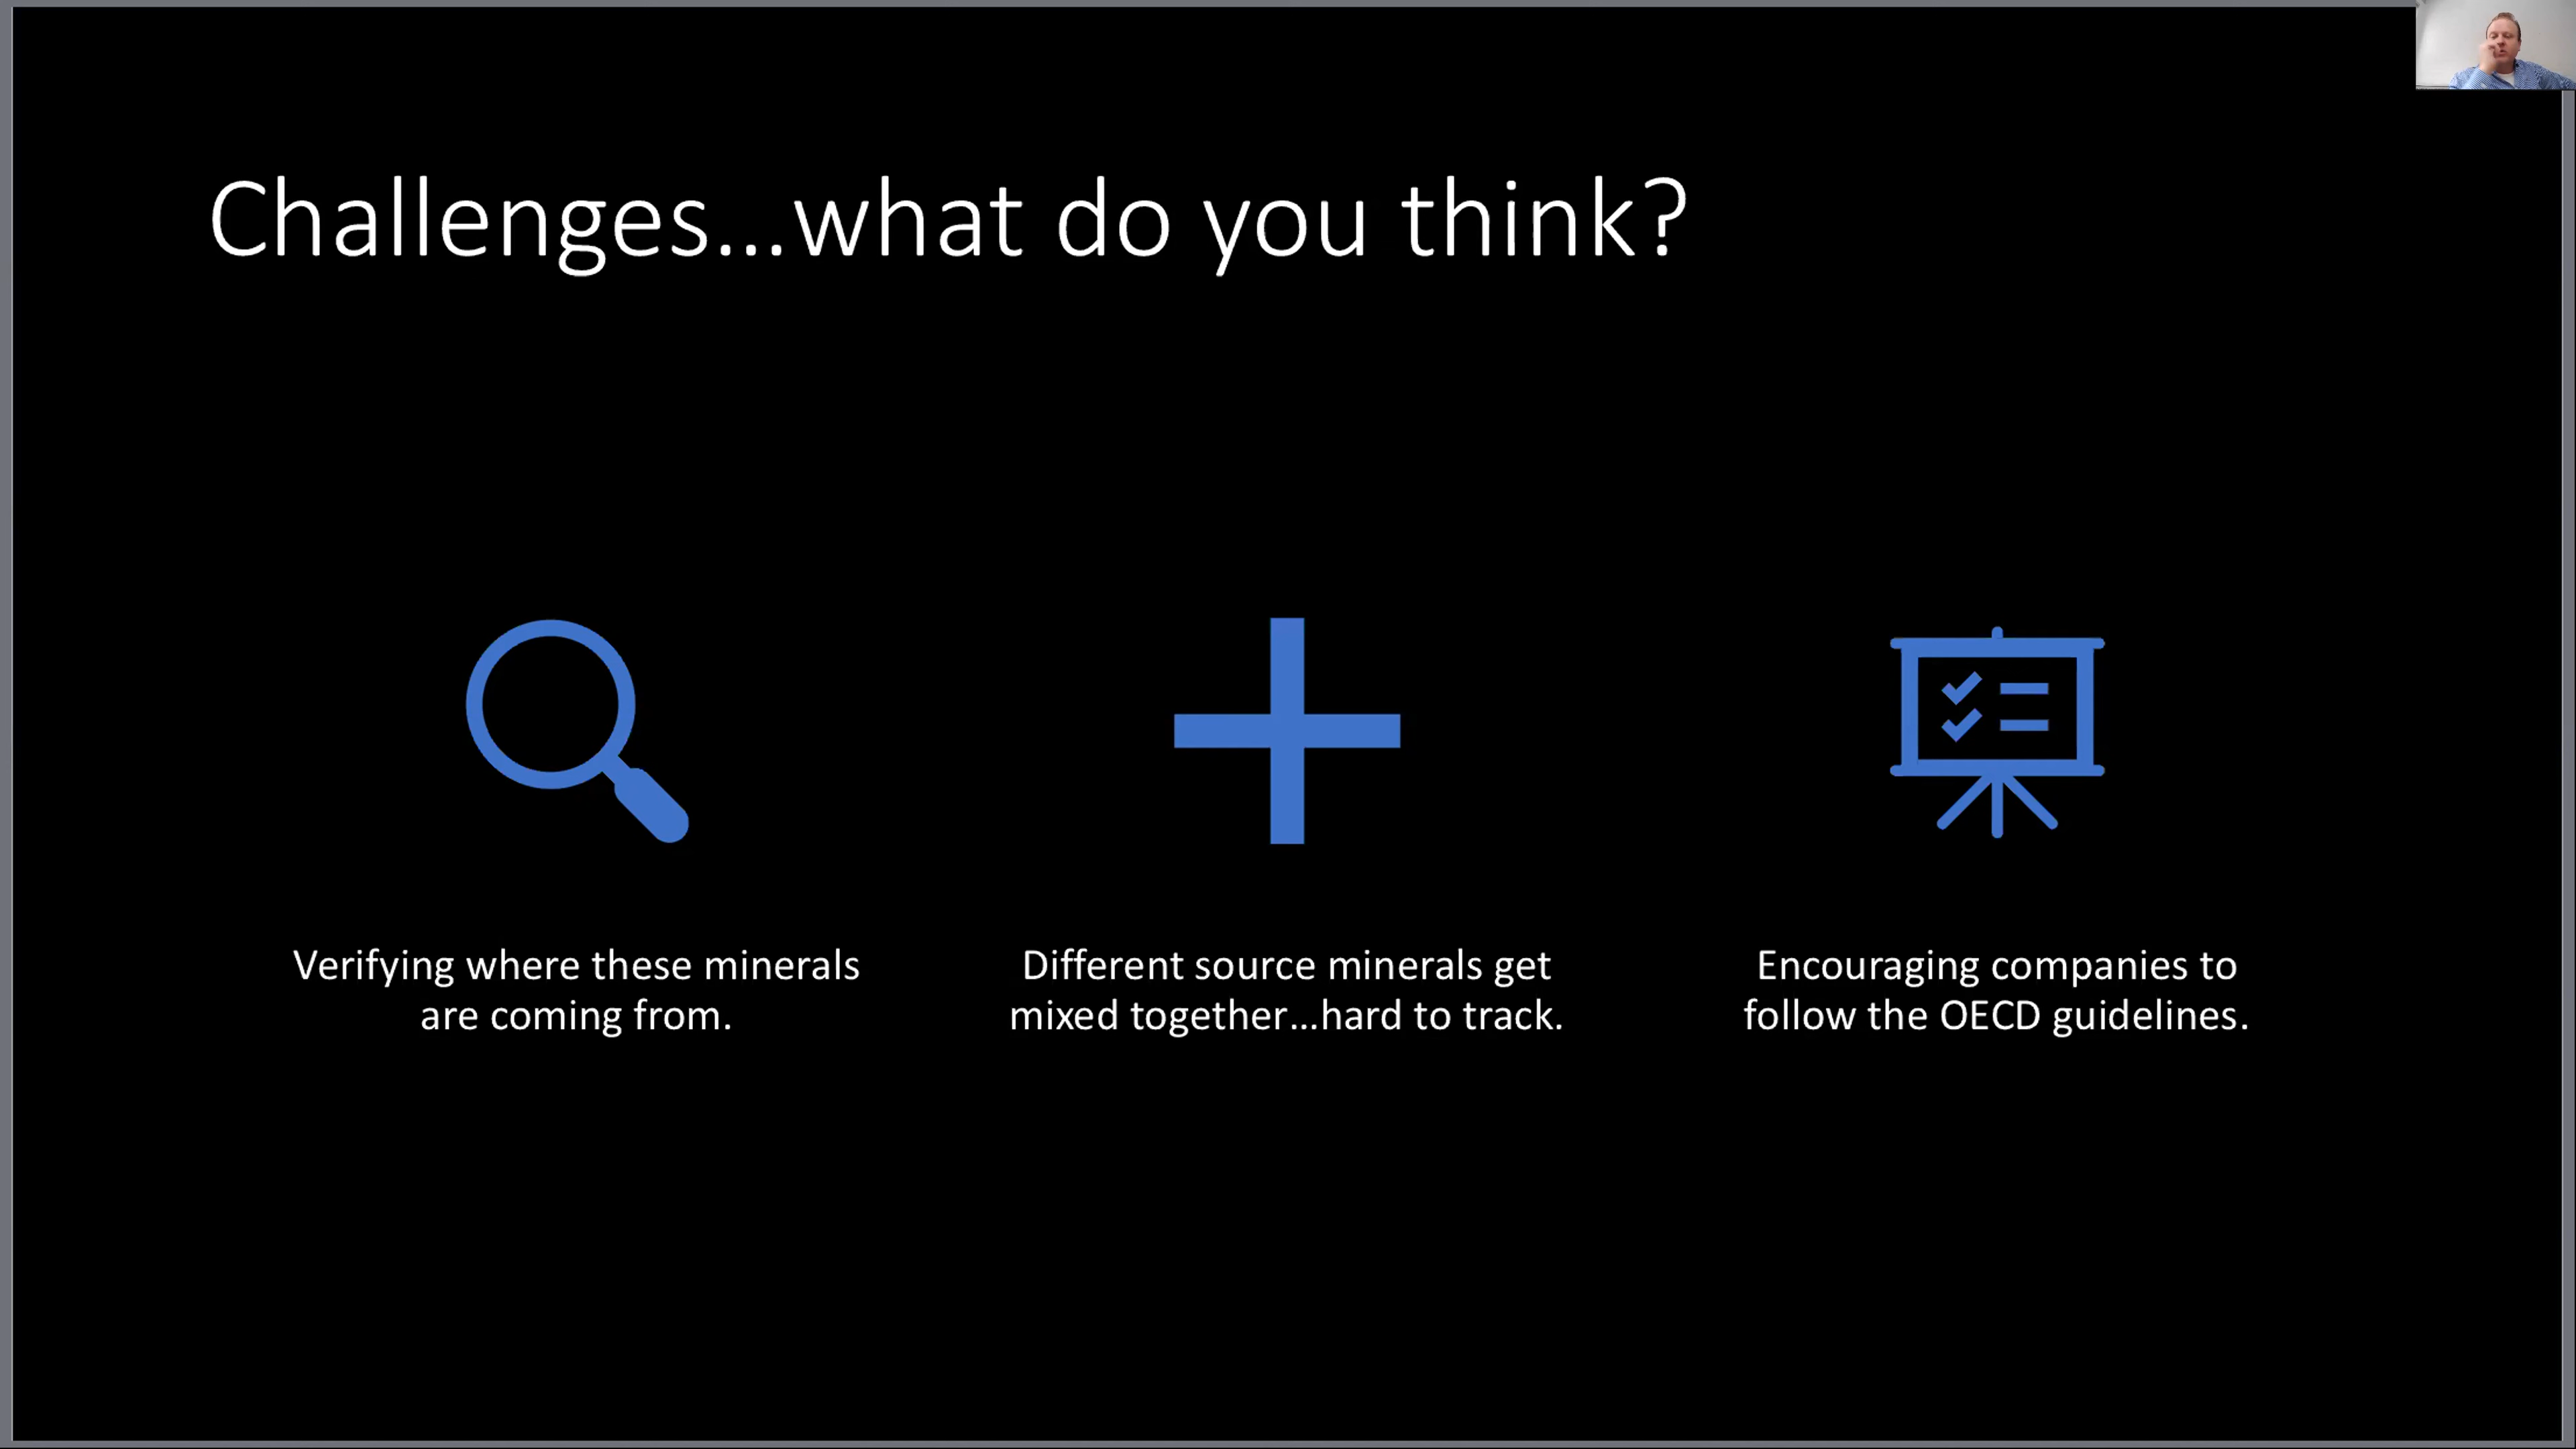 Challenges...what do you think?
Verifying where these minerals
are coming from.
Different source minerals get
mixed together...hard to track.
Encouraging companies to
follow the OECD guidelines.